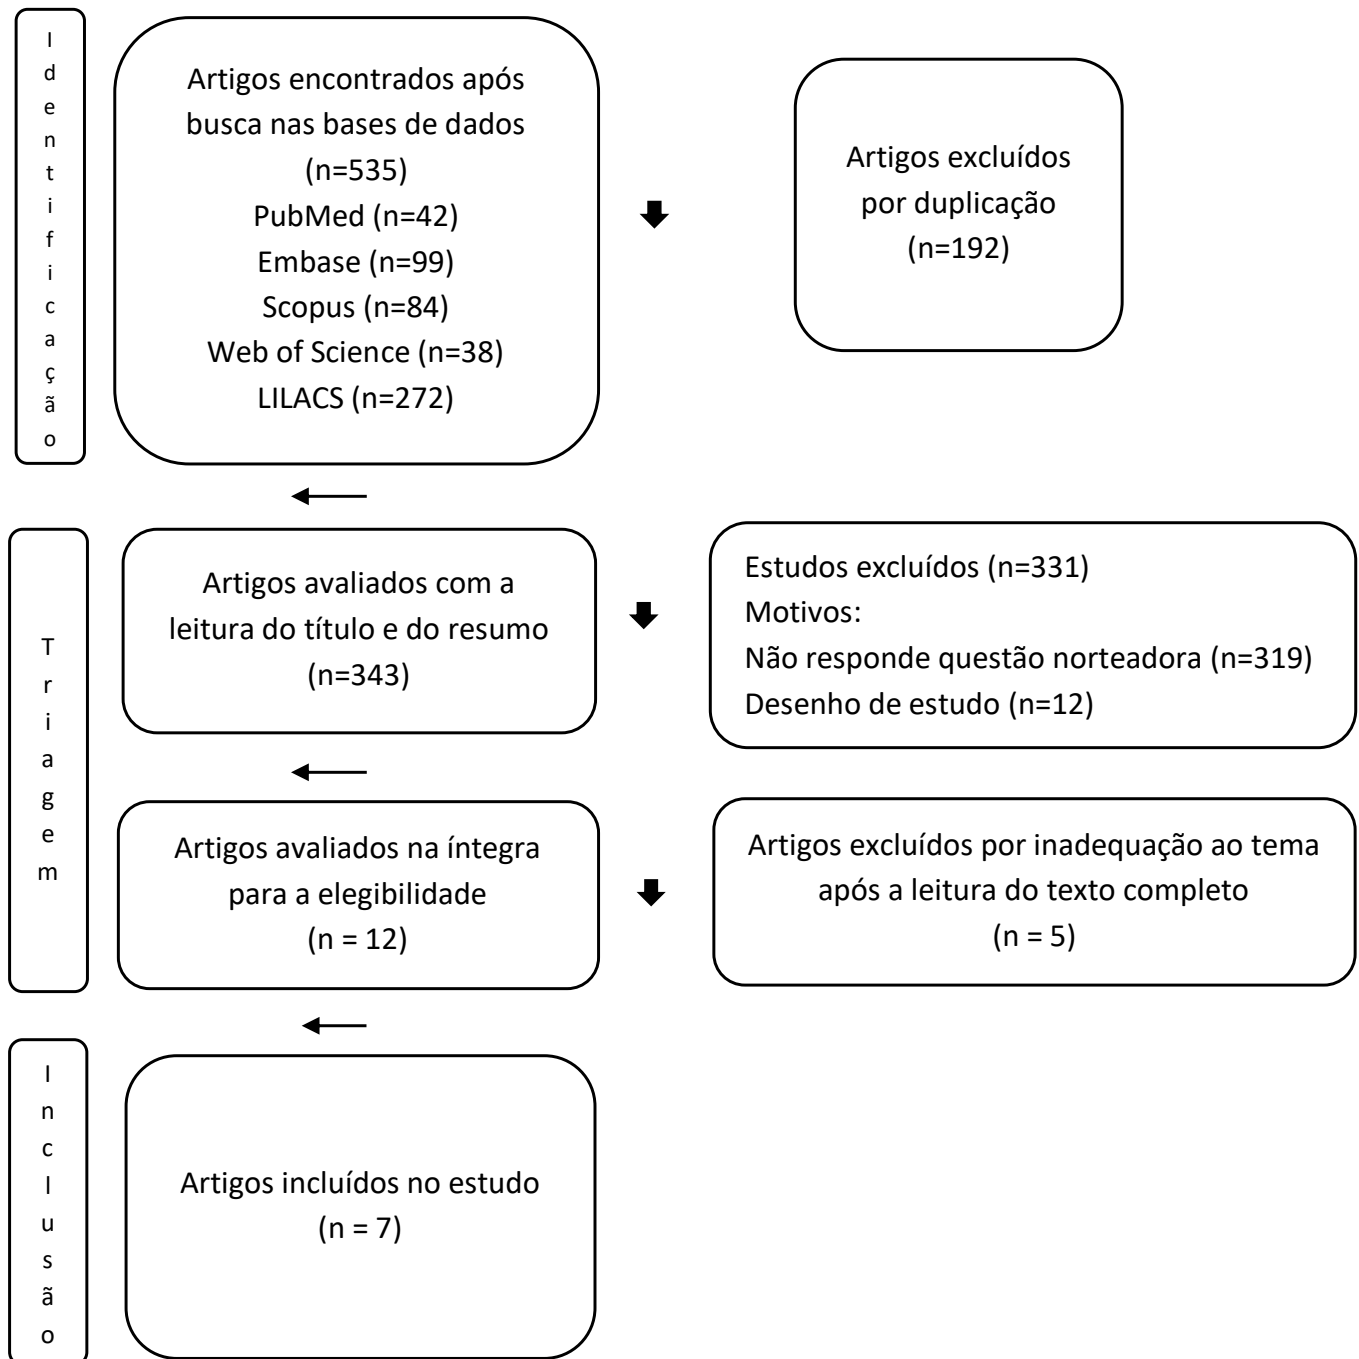 Identificação
Artigos encontrados após
busca nas bases de dados
(n=535)
PubMed (n=42)
Embase (n=99)
Scopus (n=84)
Web of Science (n=38)
LILACS (n=272)
Artigos excluídos
por duplicação
(n=192)
Triagem
Artigos avaliados com a
leitura do título e do resumo
(n=343)
Estudos excluídos (n=331)
Motivos:
Não responde questão norteadora (n=319)
Desenho de estudo (n=12)
Artigos avaliados na íntegra
para a elegibilidade
(n = 12)
Artigos excluídos por inadequação ao tema
após a leitura do texto completo
(n = 5)
Inclusão
Artigos incluídos no estudo
(n = 7)